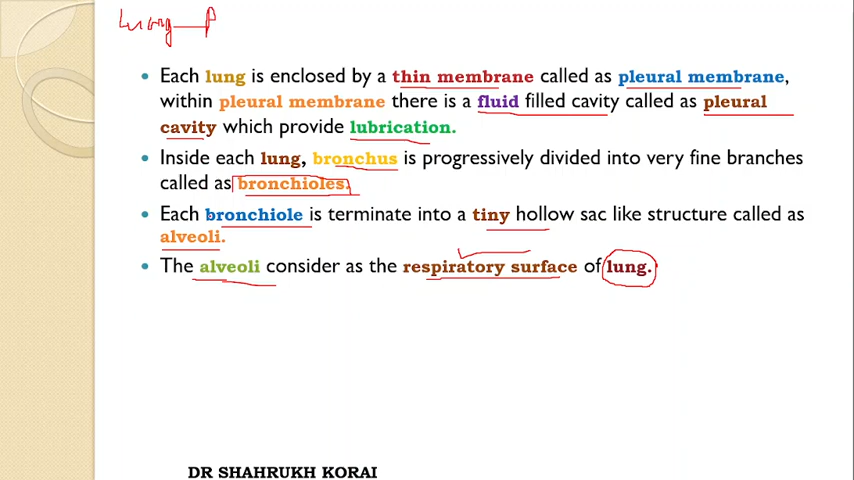 Lung—P
• Each lung is enclosed by a thin membrane called as pleural membrane,
within pleural membrane there is a fluid filled cavity called as pleural
cavity which provide lubrication.
• Inside each lung, bronchus is progressively divided into very fine branches
called as bronchioles.
• Each bronchiole is terminate into a tiny hollow sac like structure called as
alveoli.
• The alveoli consider as the respiratory surface of lung.
DR SHAHRUKH KORAI